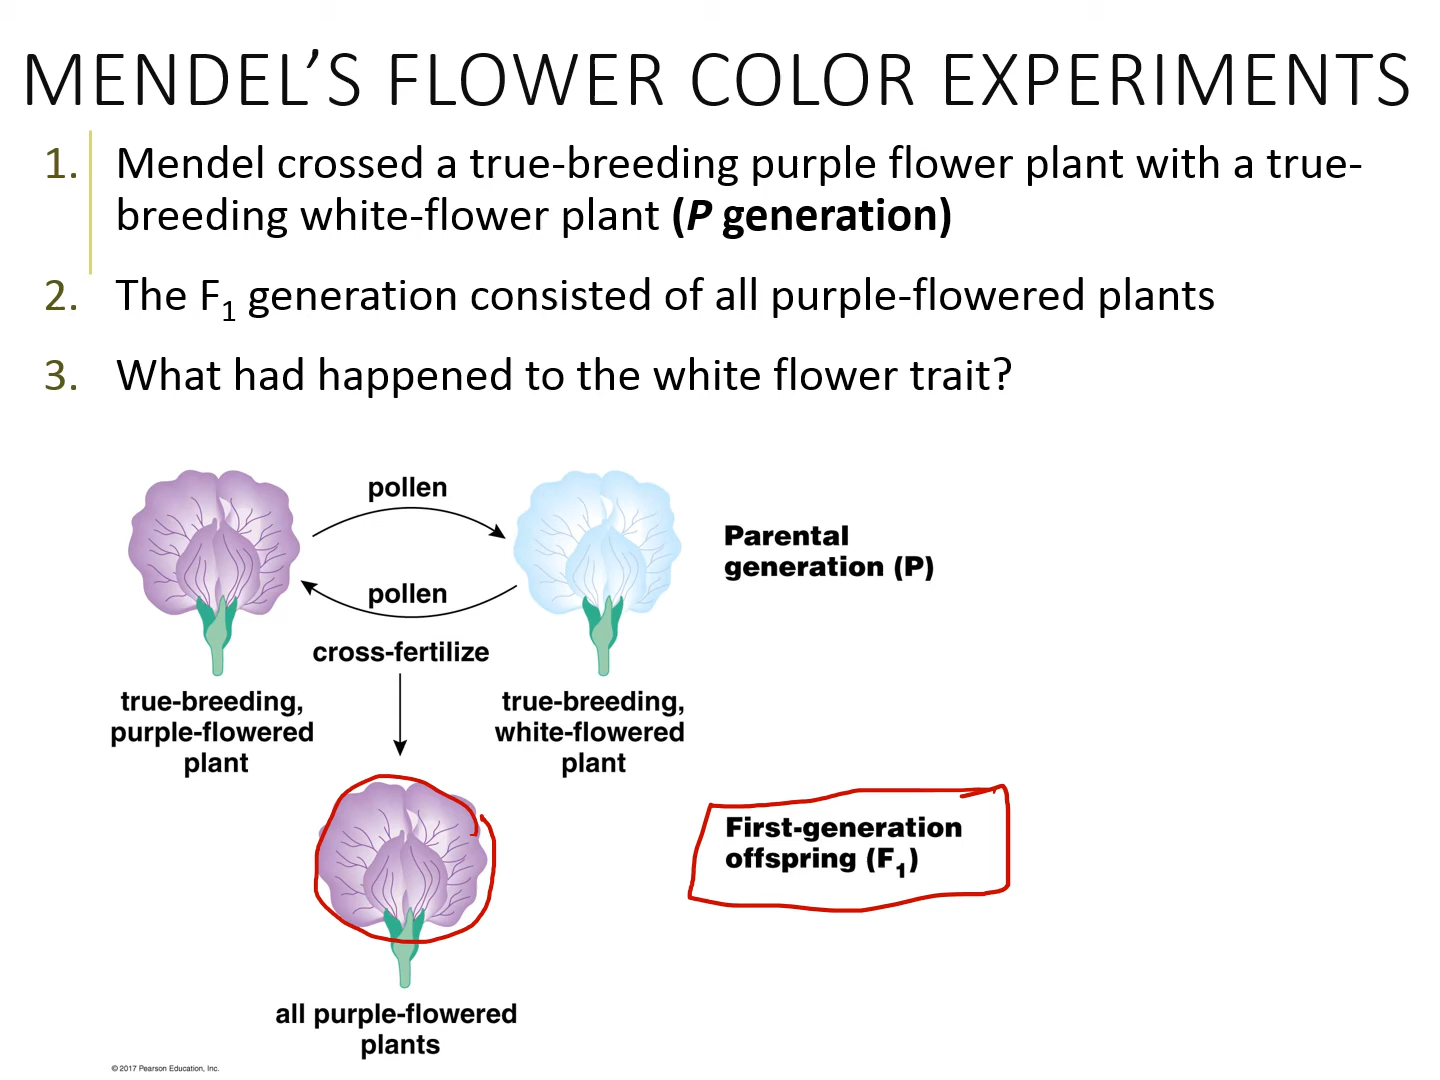 MENDEL’S FLOWER COLOR EXPERIMENTS
1. Mendel crossed a true-breeding purple flower plant with a true-
breeding white-flower plant (P generation)
2. The F1 generation consisted of all purple-flowered plants
3. What had happened to the white flower trait?
pollen
Parental
generation (P)
pollen
cross-fertilize
true-breeding,
purple-flowered
plant
true-breeding,
white-flowered
plant
First-generation
offspring (F1)
all purple-flowered
plants
© 2017 Pearson Education, Inc.